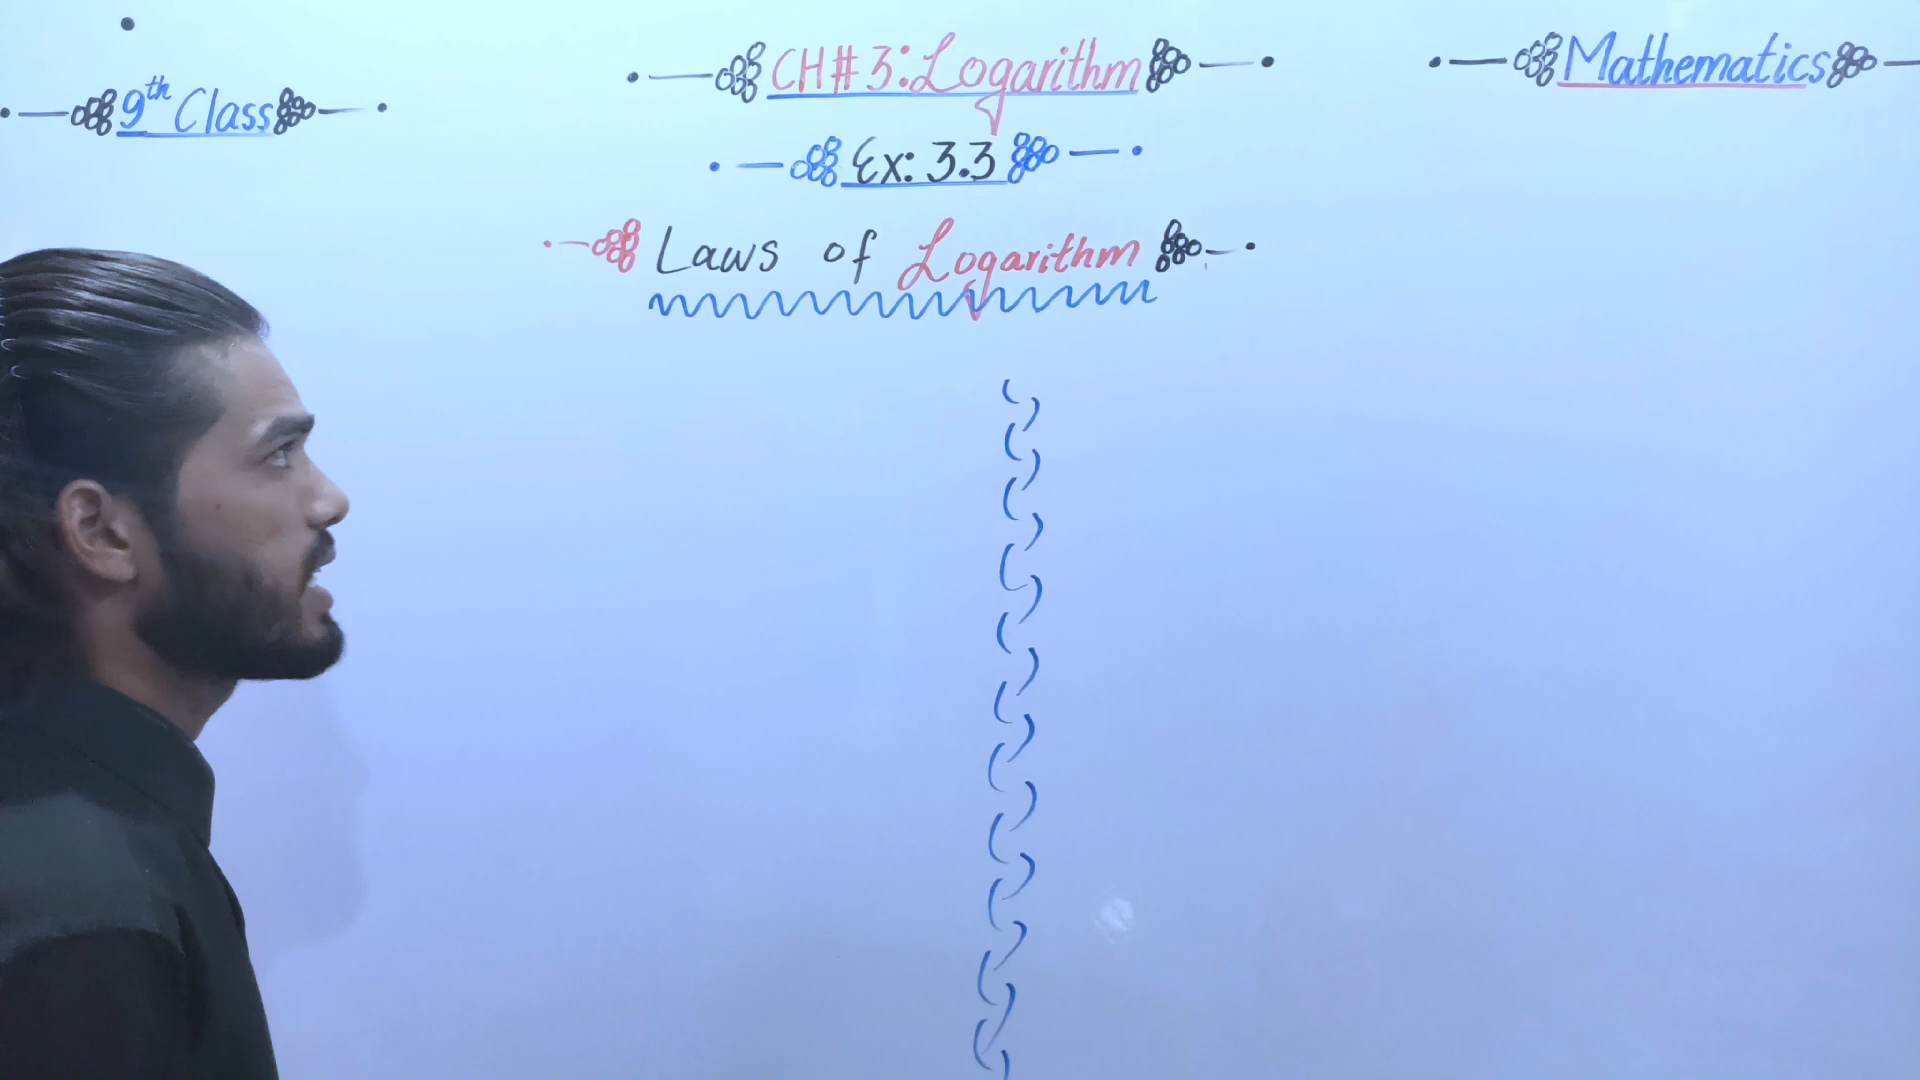 9th Class
CH# 3: Logarithm
Mathematics
Ex: 3.3
Laws of Logarithm